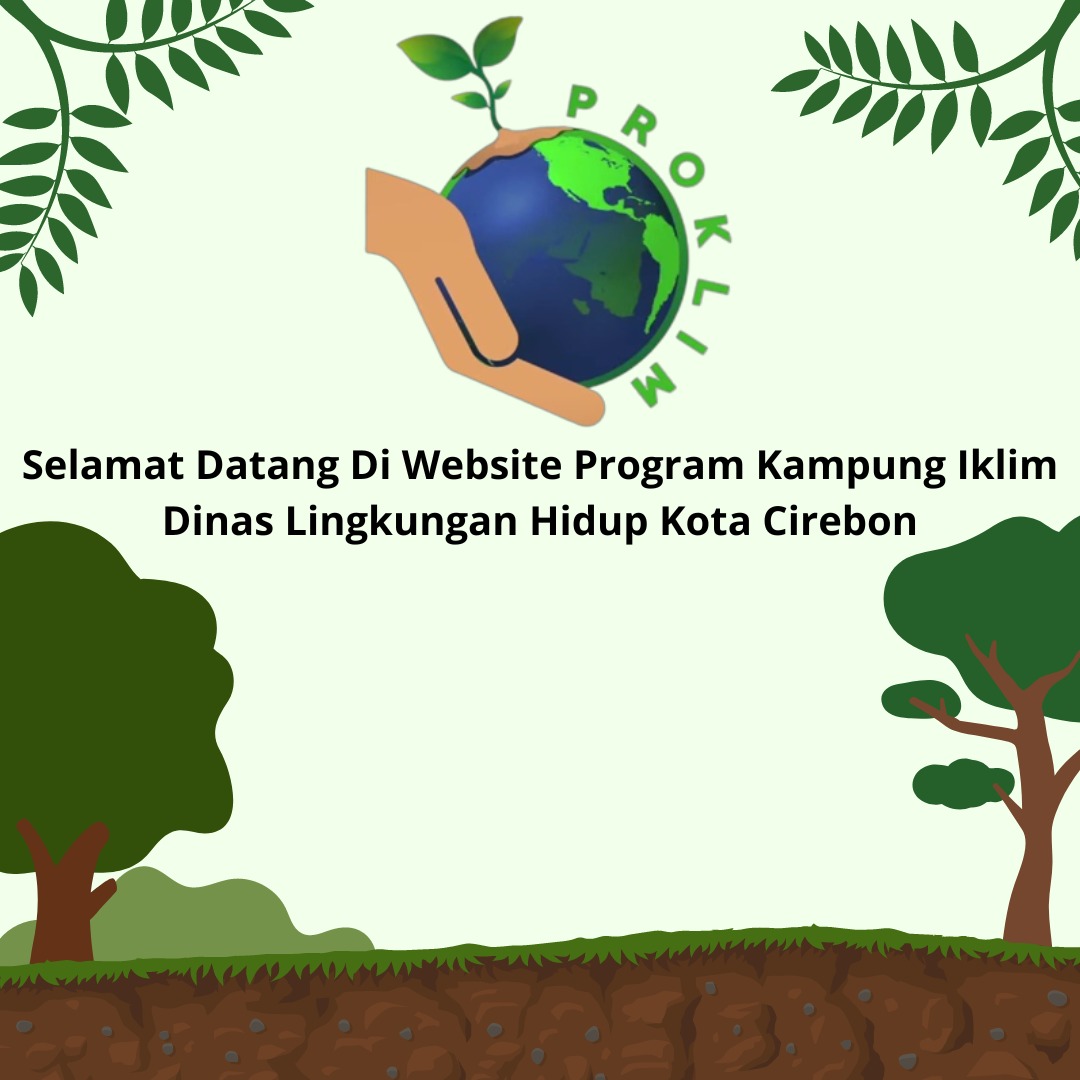 PROKLIM
Selamat Datang Di Website Program Kampung Iklim
Dinas Lingkungan Hidup Kota Cirebon